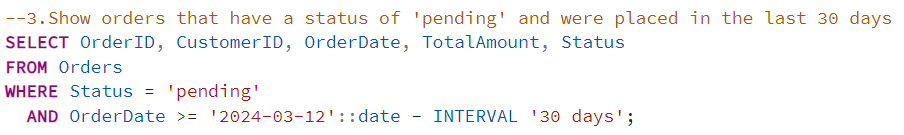 --3.Show orders that have a status of 'pending' and were placed in the last 30 days
SELECT OrderID, CustomerID, OrderDate, TotalAmount, Status
FROM Orders
WHERE Status = 'pending'
  AND OrderDate >= '2024-03-12'::date - INTERVAL '30 days';